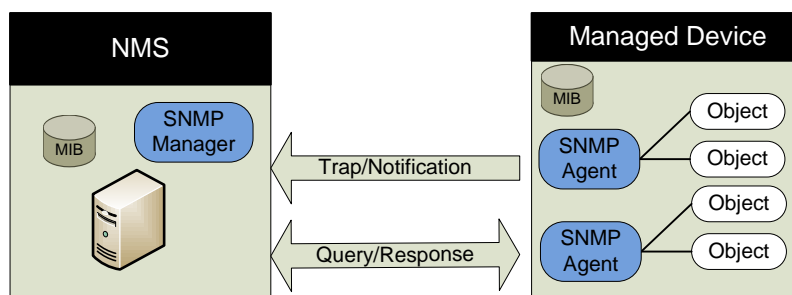 NMS
MIB
SNMP
Manager
Trap/Notification
Query/Response
Managed Device
MIB
SNMP
Agent
Object
Object
SNMP
Agent
Object
Object